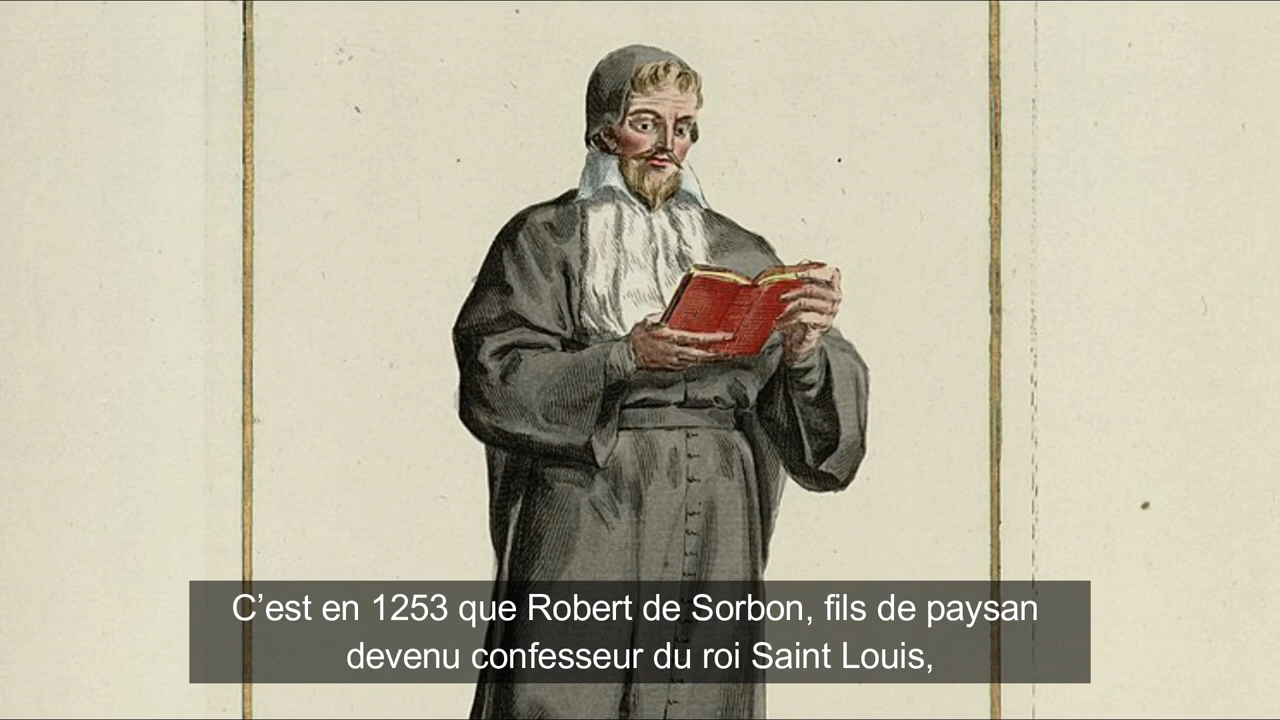 C’est en 1253 que Robert de Sorbon, fils de paysan
devenu confesseur du roi Saint Louis,